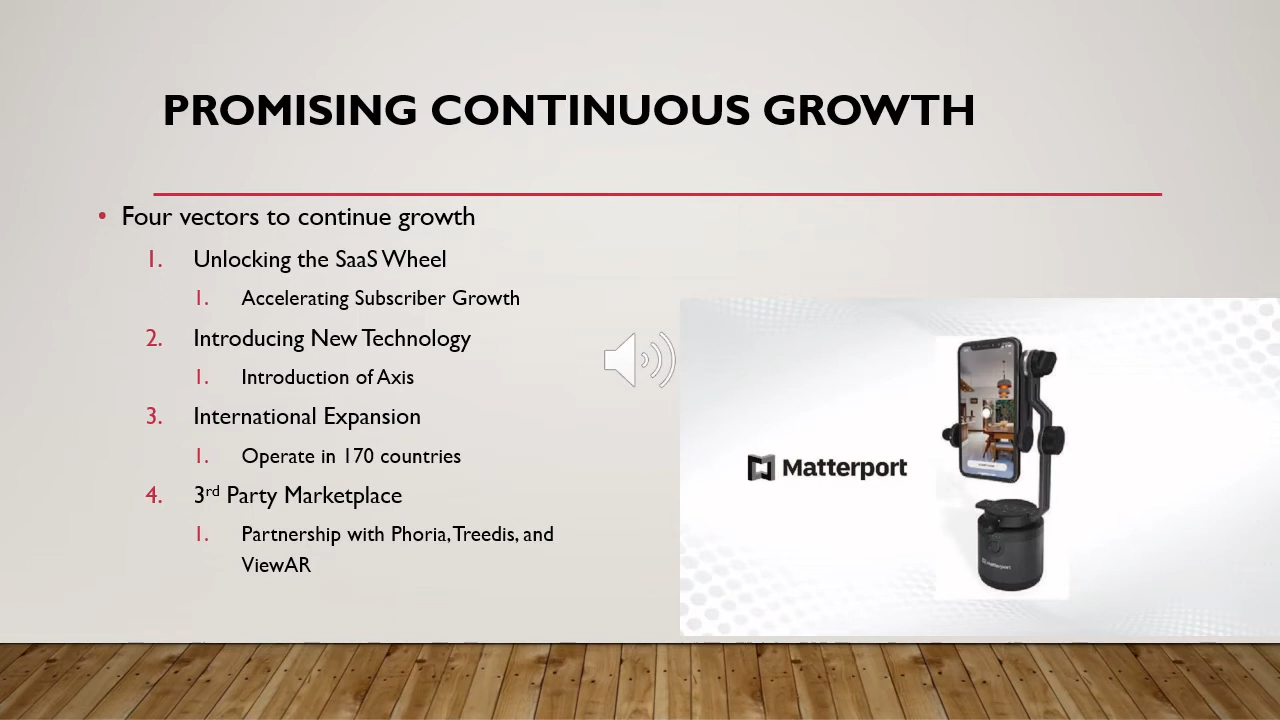 PROMISING CONTINUOUS GROWTH
• Four vectors to continue growth
1. Unlocking the SaaS Wheel
1. Accelerating Subscriber Growth
2. Introducing New Technology
1. Introduction of Axis
3. International Expansion
1. Operate in 170 countries
4. 3rd Party Marketplace
1. Partnership with Phoria, Treedis, and
ViewAR
Matterport
Matterport